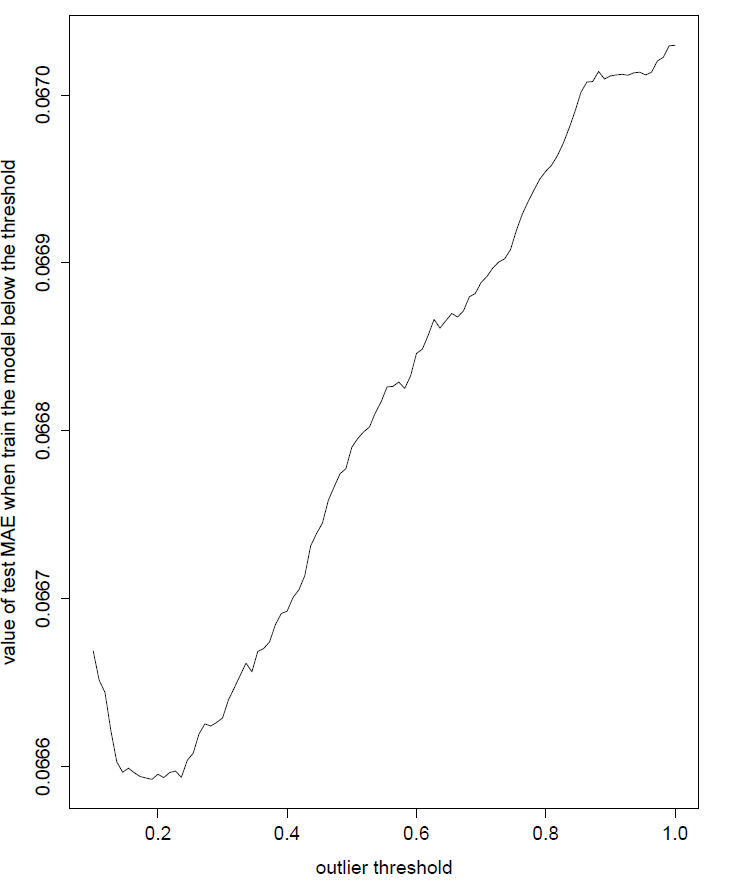 value of test MAE when train the model below the threshold
0.0670
0.0669
0.0668
0.0667
0.0666
0.2 0.4 0.6 0.8 1.0
outlier threshold